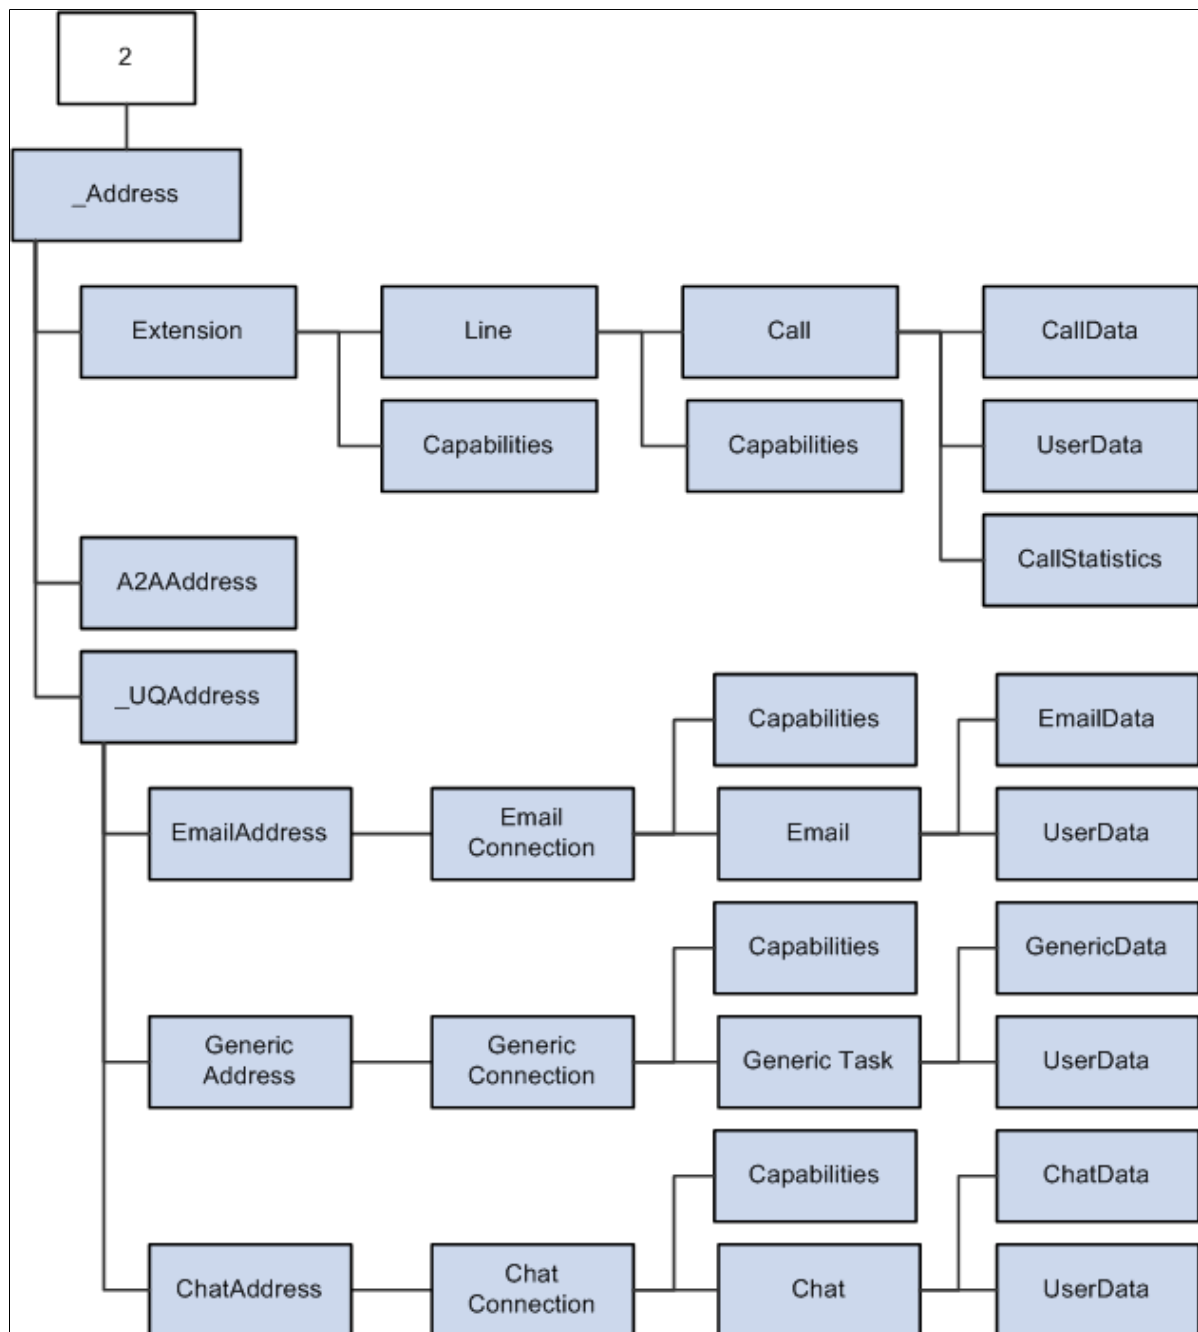 2
_Address
Extension
Line
Call
CallData
Capabilities
Capabilities
UserData
CallStatistics
A2AAddress
_UQAddress
Capabilities
EmailData
EmailAddress
Email
Connection
Email
UserData
Capabilities
GenericData
Generic
Address
Generic
Connection
Generic Task
UserData
Capabilities
ChatData
ChatAddress
Chat
Connection
Chat
UserData